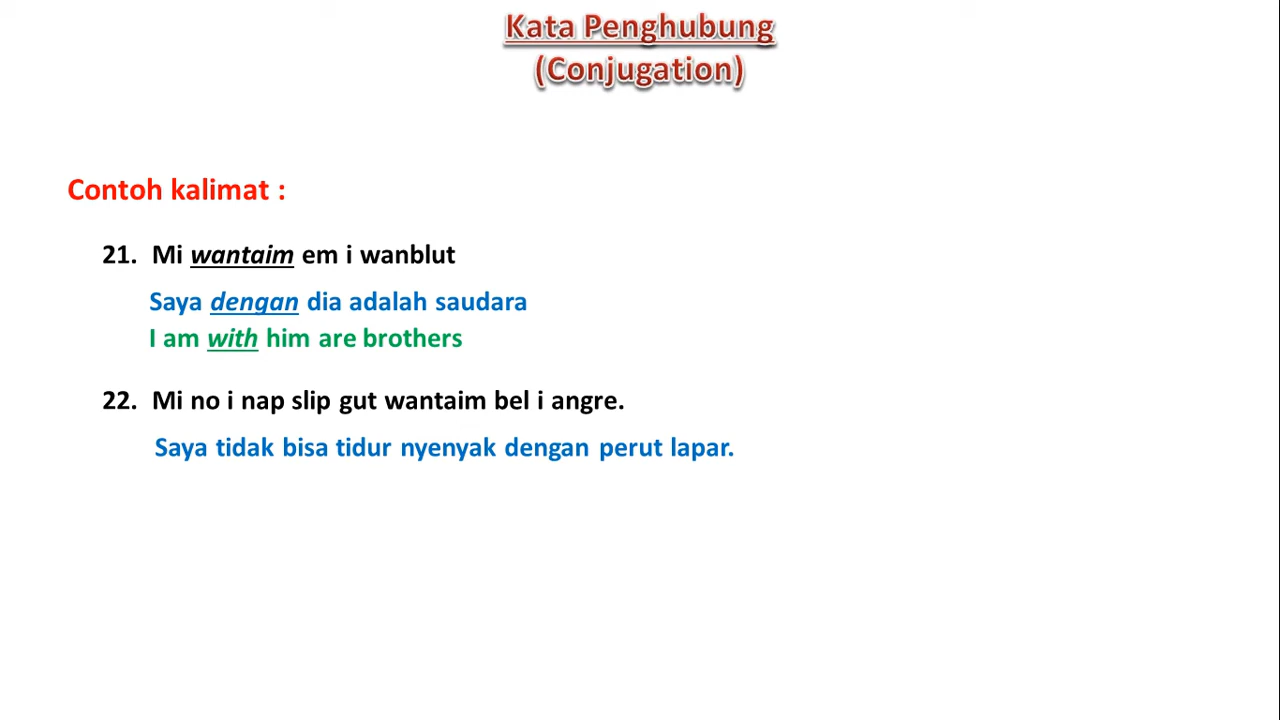 Kata Penghubung
(Conjugation)
Contoh kalimat :
21. Mi wantaim em i wanblut
Saya dengan dia adalah saudara
I am with him are brothers
22. Mi no i nap slip gut wantaim bel i angre.
Saya tidak bisa tidur nyenyak dengan perut lapar.